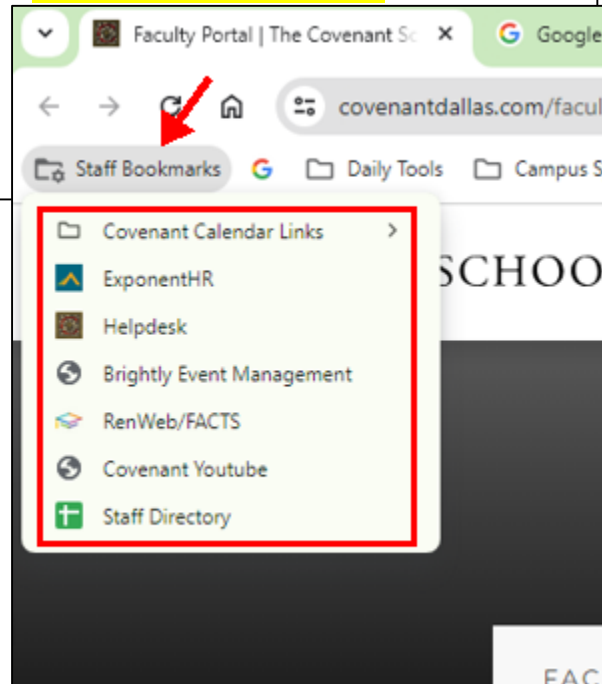 Faculty Portal | The Covenant Sc
Google
covenantdallas.com/facul
Staff Bookmarks
Daily Tools
Campus S
Covenant Calendar Links
SCHOO
ExponentHR
Helpdesk
Brightly Event Management
RenWeb/FACTS
Covenant Youtube
Staff Directory
FAC